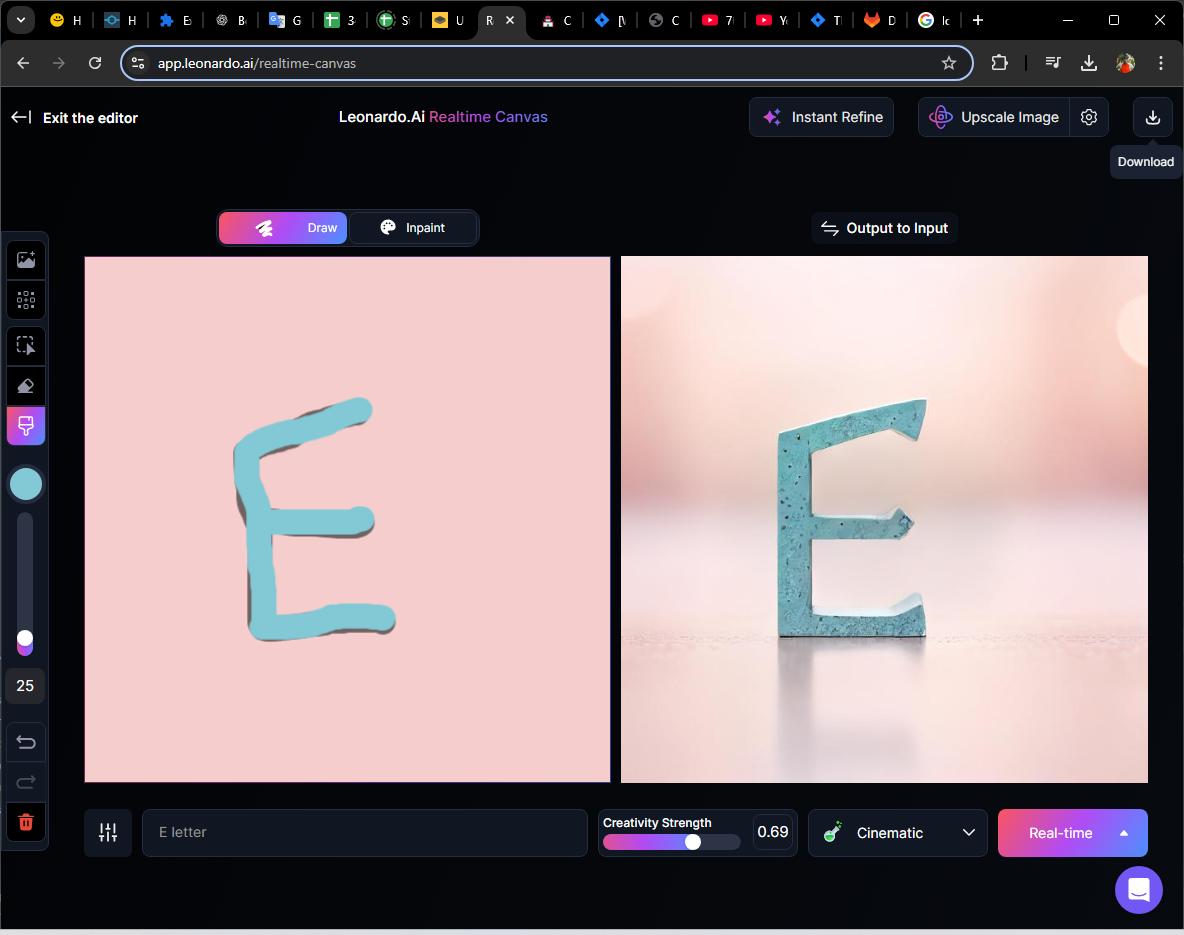 H
H
E
B
G
3
S
U
R
C
[\
C
7
Y
T
D
Ic
app.leonardo.ai/realtime-canvas
Exit the editor
Leonardo.Ai Realtime Canvas
Instant Refine
Upscale Image
Download
Draw
Inpaint
Output to Input
E
E
25
E letter
Creativity Strength
0.69
Cinematic
Real-time